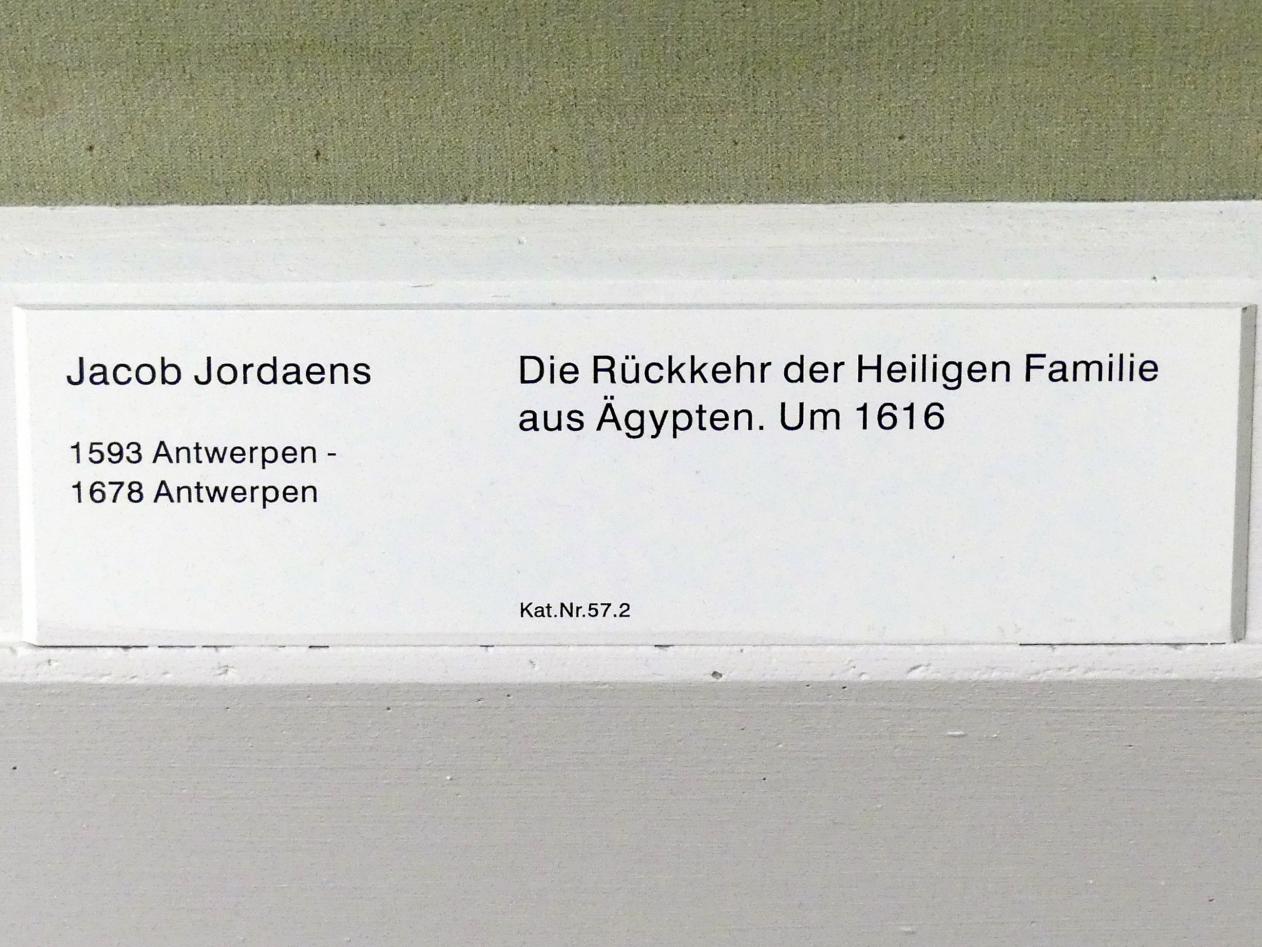 Jacob Jordaens
1593 Antwerpen -
1678 Antwerpen
Die Rückkehr der Heiligen Familie
aus Ägypten. Um 1616
Kat.Nr.57.2